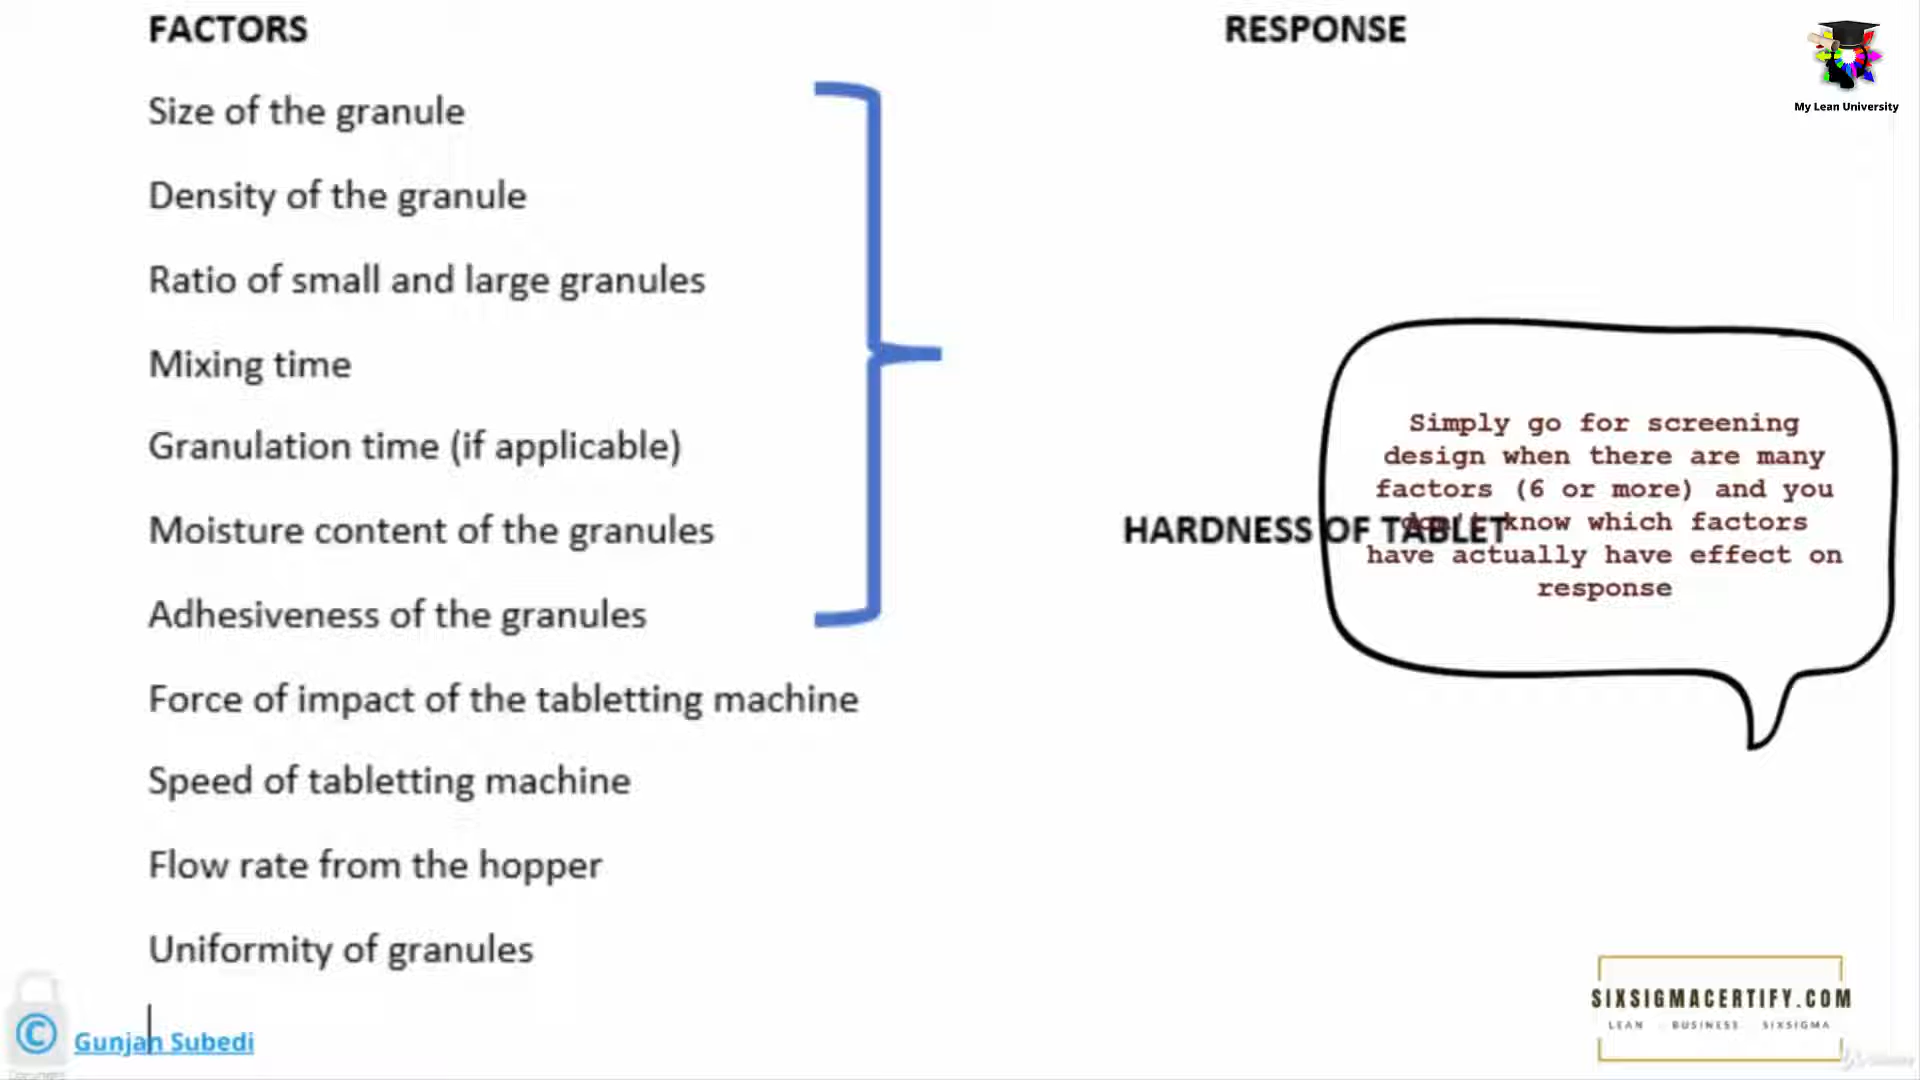 FACTORS
RESPONSE
My Lean University
Size of the granule
Density of the granule
Ratio of small and large granules
Mixing time
Granulation time (if applicable)
Moisture content of the granules
Adhesiveness of the granules
Force of impact of the tabletting machine
Speed of tabletting machine
Flow rate from the hopper
Uniformity of granules
HARDNESS OF TABLET
Simply go for screening
design when there are many
factors (6 or more) and you
don't know which factors
have actually have effect on
response
© Gunjan Subedi
SIXSIGMACERTIFY.COM
LEAN BUSINESS SIXSIGMA